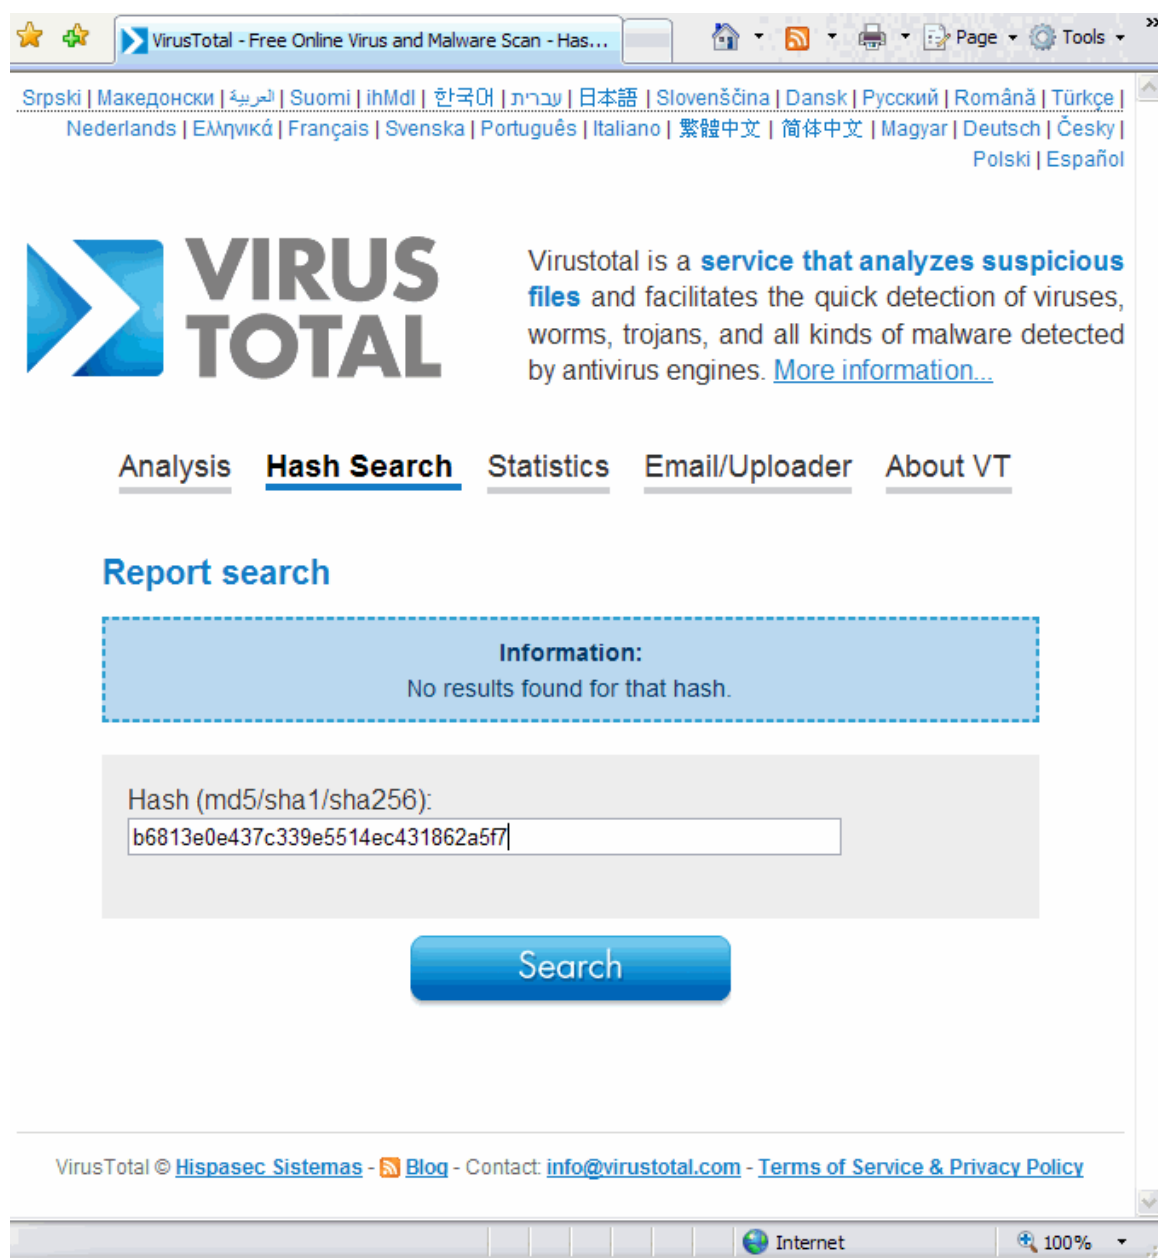 VirusTotal - Free Online Virus and Malware Scan - Has...
Page
Tools
Srpski | Македонски | العربية | Suomi | ihMdI | 한국어 | עברית | 日本語 | Slovenščina | Dansk | Русский | Română | Türkçe |
Nederlands | Ελληνικά | Français | Svenska | Português | Italiano | 繁體中文 | 简体中文 | Magyar | Deutsch | Česky |
Polski | Español
VIRUS
TOTAL
Virustotal is a service that analyzes suspicious
files and facilitates the quick detection of viruses,
worms, trojans, and all kinds of malware detected
by antivirus engines. More information...
Analysis Hash Search Statistics Email/Uploader About VT
Report search
Information:
No results found for that hash.
Hash (md5/sha1/sha256):
b6813e0e437c339e5514ec431862a5f7
Search
VirusTotal © Hispasec Sistemas - Blog - Contact: info@virustotal.com - Terms of Service & Privacy Policy
Internet
100%